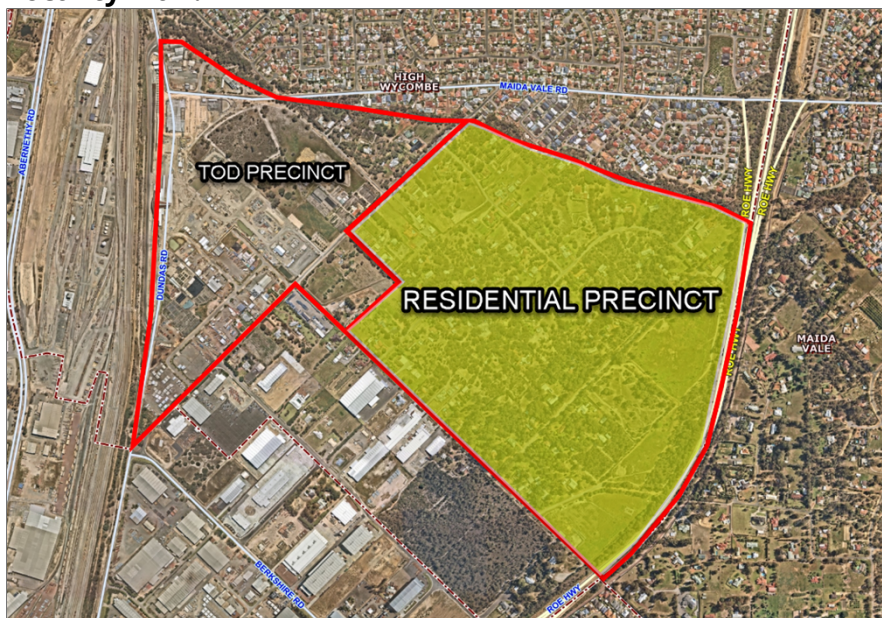 HIGH
WYCOMBE
MAIDA VALE RD
ABERNETHY RD
TOD PRECINCT
ROE HWY
ROE HWY
DUNDAS RD
RESIDENTIAL PRECINCT
ROE HWY
MAIDA
VALE
BERKSHIRE RD
ROE HWY